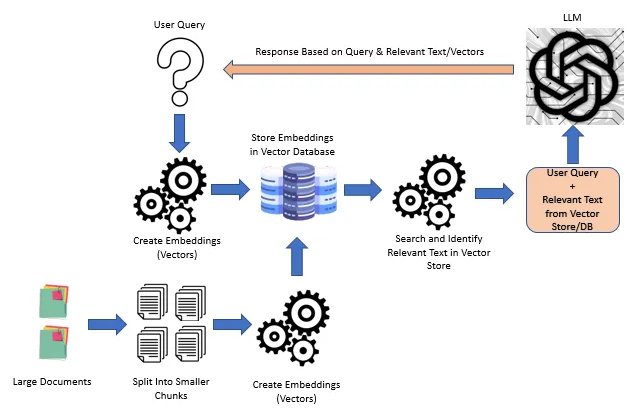 User Query
LLM
Response Based on Query & Relevant Text/Vectors
Store Embeddings
in Vector Database
User Query
+
Relevant Text
from Vector
Store/DB
Create Embeddings
(Vectors)
Search and Identify
Relevant Text in Vector
Store
Large Documents
Split Into Smaller
Chunks
Create Embeddings
(Vectors)